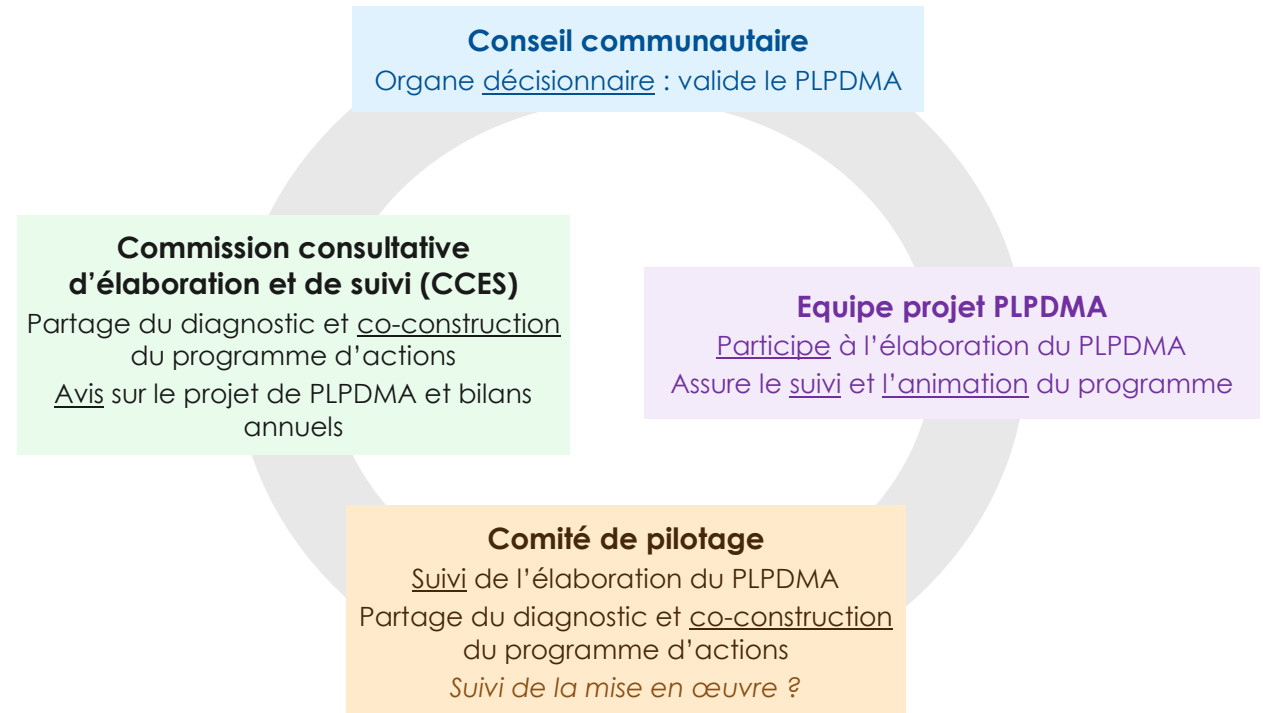 Conseil communautaire
Organe décisionnaire : valide le PLPDMA
Commission consultative
d’élaboration et de suivi (CCES)
Partage du diagnostic et co-construction
du programme d’actions
Avis sur le projet de PLPDMA et bilans
annuels
Equipe projet PLPDMA
Participe à l’élaboration du PLPDMA
Assure le suivi et l’animation du programme
Comité de pilotage
Suivi de l’élaboration du PLPDMA
Partage du diagnostic et co-construction
du programme d’actions
Suivi de la mise en œuvre ?